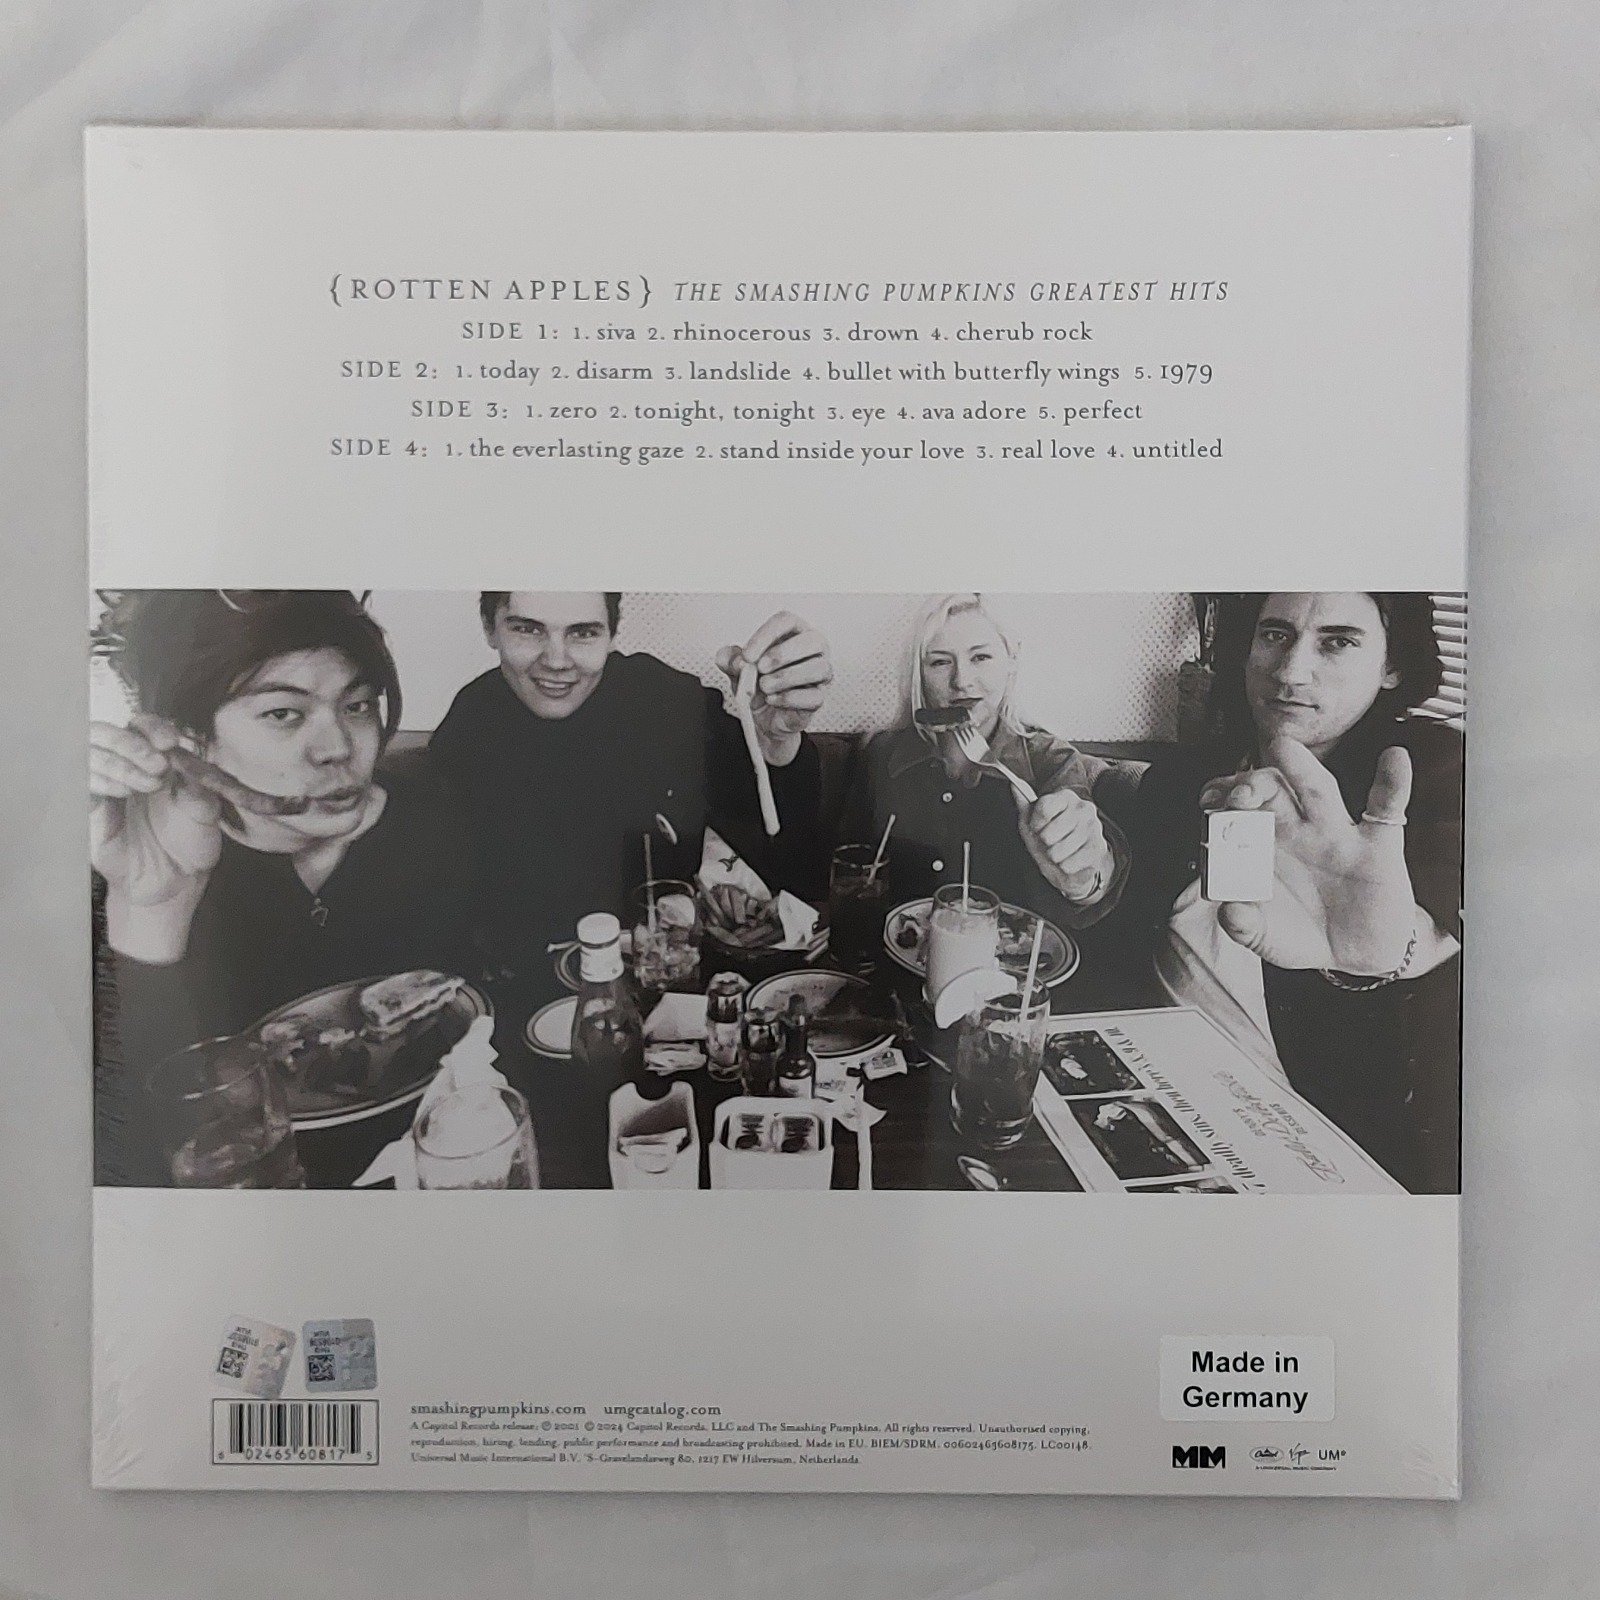 {ROTTEN APPLES} THE SMASHING PUMPKINS GREATEST HITS
SIDE 1: 1. siva 2. rhinocerous 3. drown 4. cherub rock
SIDE 2: 1. today 2. disarm 3. landslide 4. bullet with butterfly wings 5. 1979
SIDE 3: 1. zero 2. tonight, tonight 3. eye 4. ava adore 5. perfect
SIDE 4: 1. the everlasting gaze 2. stand inside your love 3. real love 4. untitled
Made in
Germany
smashingpumpkins.com umgcatalog.com
A Capitol Records release: ℗ 2001 © 2024 Capitol Records, LLC and The Smashing Pumpkins. All rights reserved. Unauthorised copying,
reproduction, hiring, lending, public performance and broadcasting prohibited. Made in EU. BIEM/SDRM. 00602465608175. LC00148.
Universal Music International B.V. 'S-Gravelandseweg 80, 1217 EW Hilversum, Netherlands
6 02465 60817 5
MM
UMe